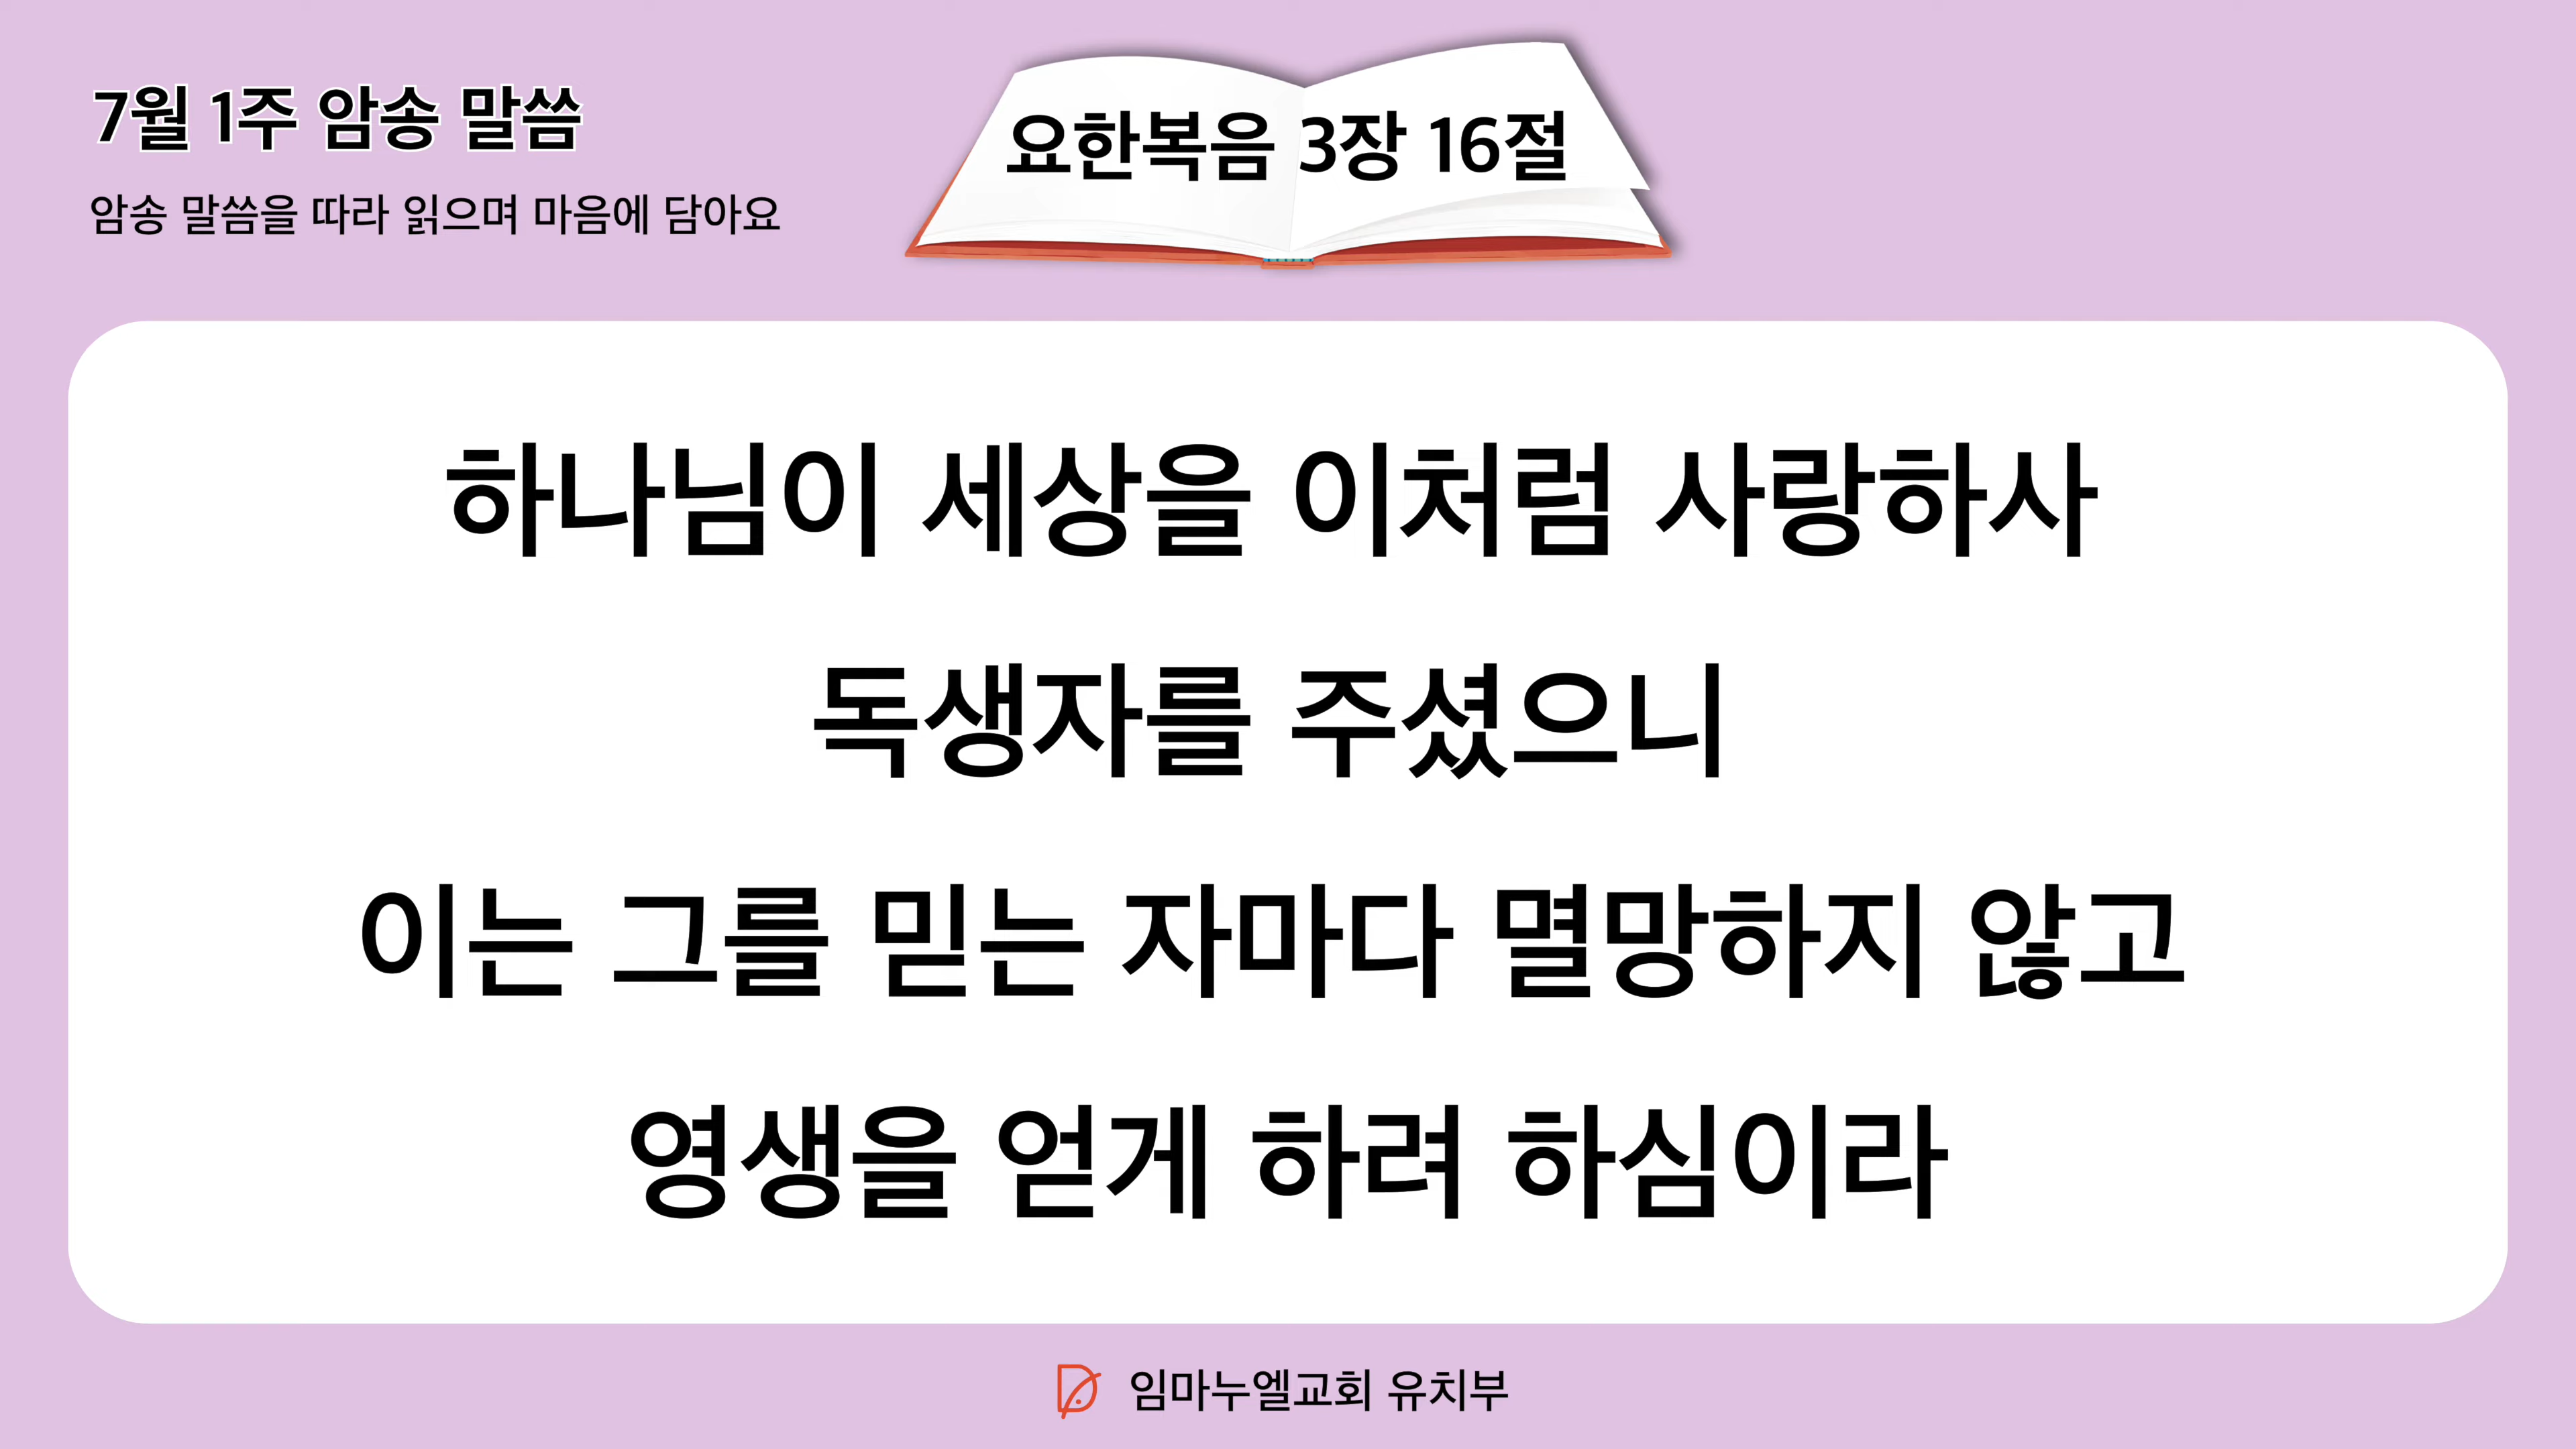 7월 1주 암송 말씀
암송 말씀을 따라 읽으며 마음에 담아요
요한복음 3장 16절
하나님이 세상을 이처럼 사랑하사
독생자를 주셨으니
이는 그를 믿는 자마다 멸망하지 않고
영생을 얻게 하려 하심이라
임마누엘교회 유치부